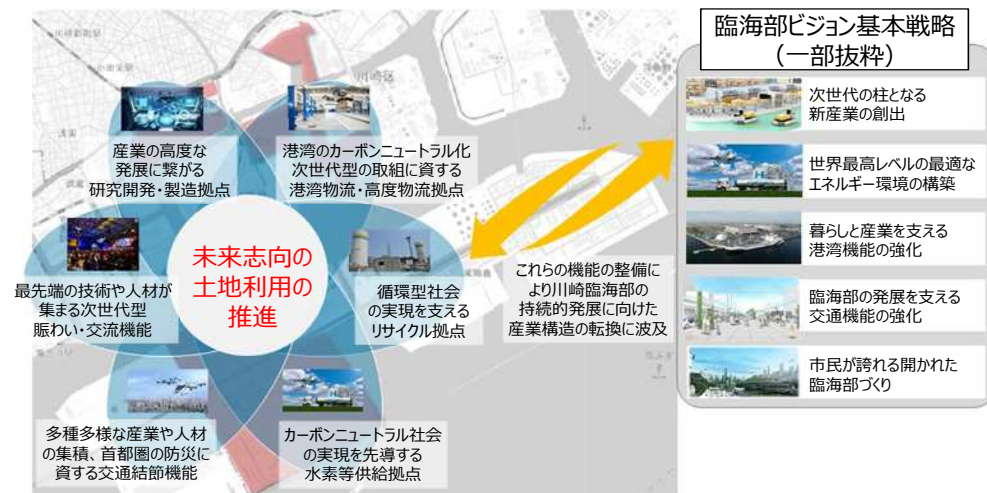 臨海部ビジョン基本戦略
(一部抜粋)
次世代の柱となる
新産業の創出
世界最高レベルの最適な
エネルギー環境の構築
暮らしと産業を支える
港湾機能の強化
臨海部の発展を支える
交通機能の強化
市民が誇れる開かれた
臨海部づくり
川崎区
産業の高度な
発展に繋がる
研究開発・製造拠点
港湾のカーボンニュートラル化
次世代型の取組に資する
港湾物流・高度物流拠点
最先端の技術や人材が
集まる次世代型
賑わい・交流機能
未来志向の
土地利用の
推進
循環型社会
の実現を支える
リサイクル拠点
これらの機能の整備に
より川崎臨海部の
持続的発展に向けた
産業構造の転換に波及
多種多様な産業や人材
の集積、首都圏の防災に
資する交通結節機能
カーボンニュートラル社会
の実現を先導する
水素等供給拠点